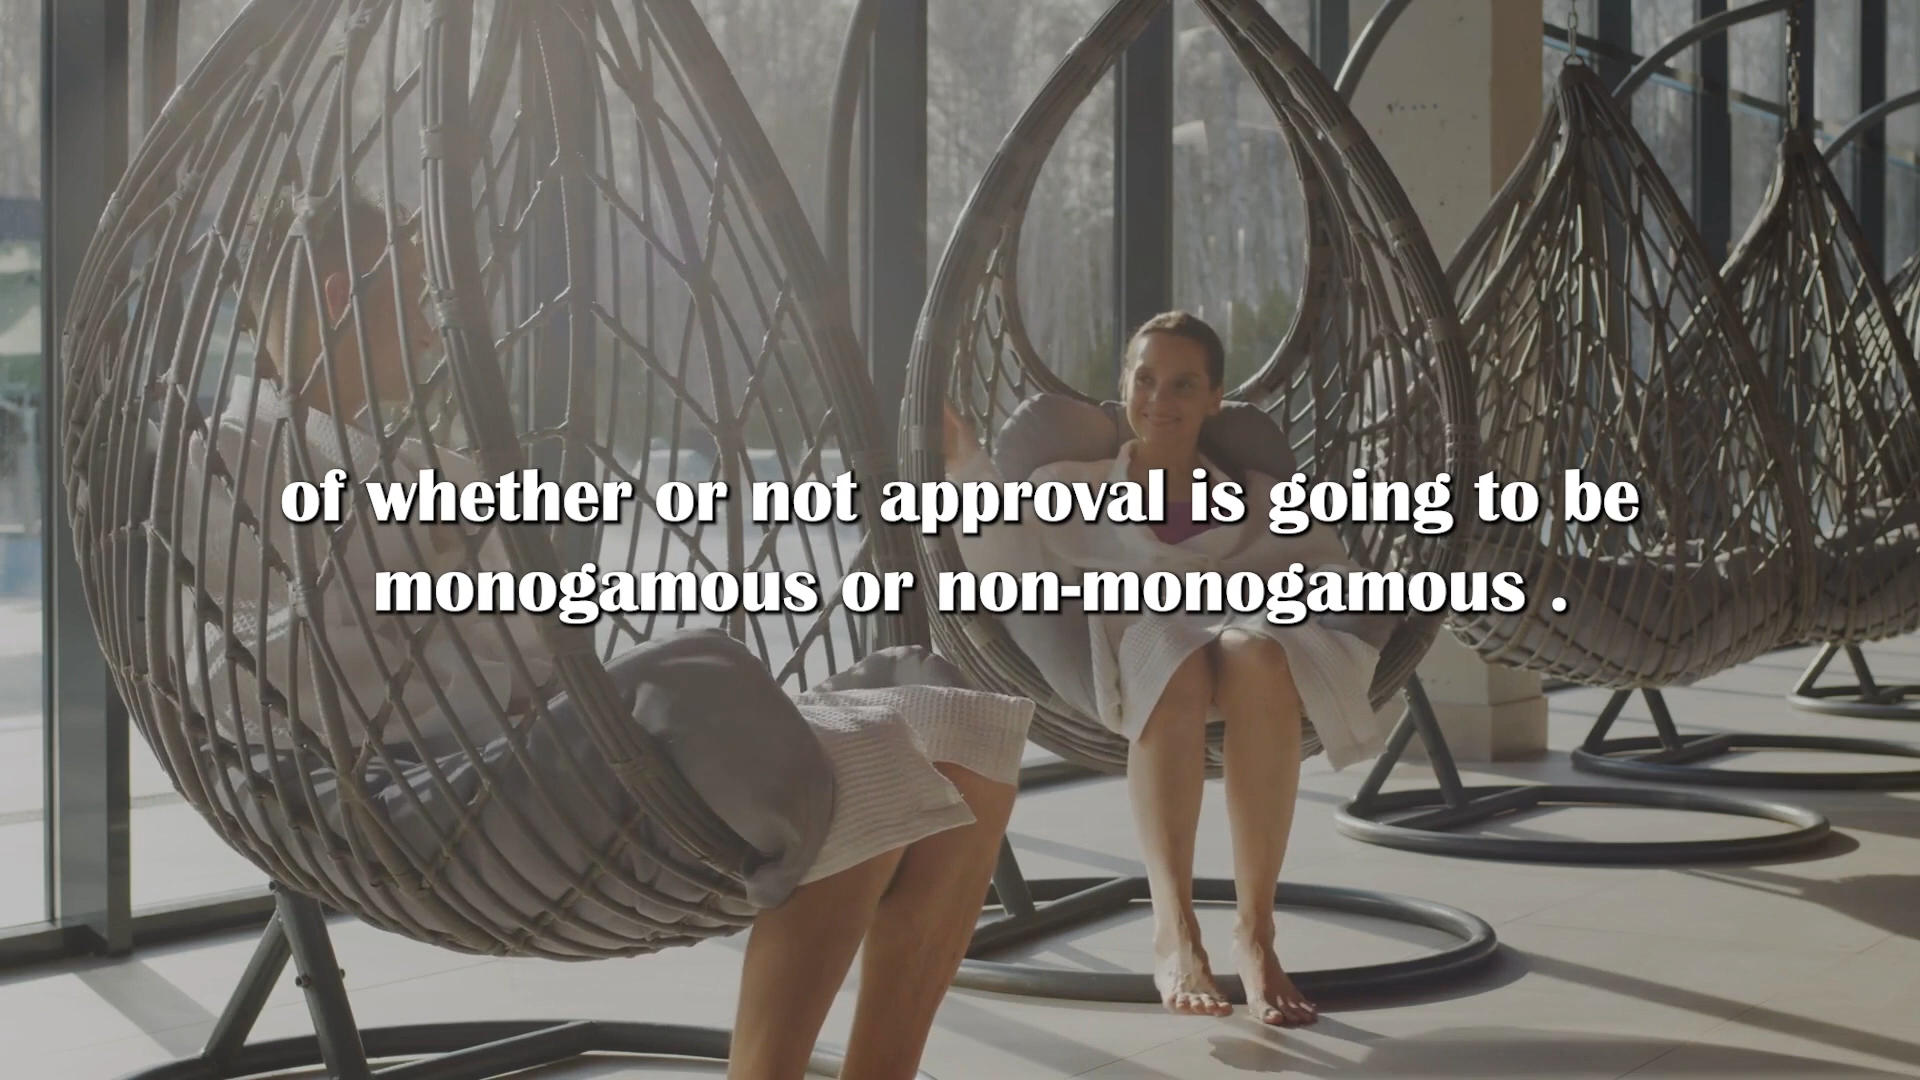 of whether or not approval is going to be
monogamous or non-monogamous .